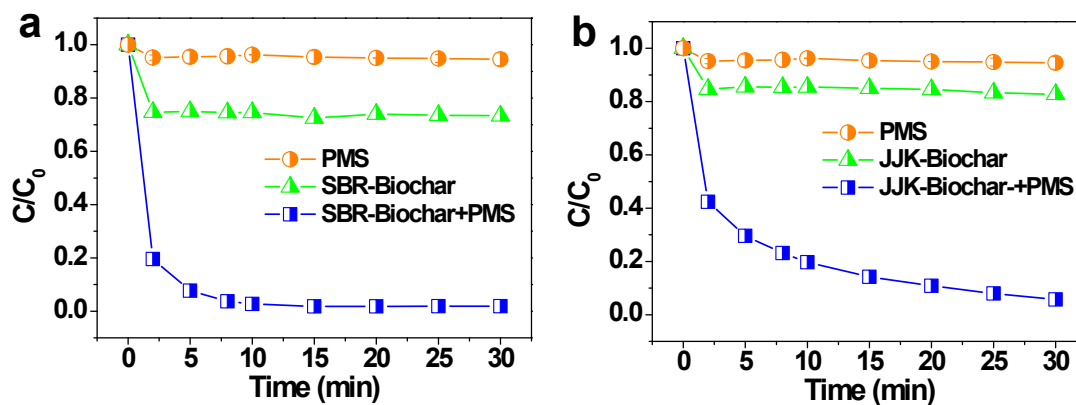 a
1.0
0.8
0.6
0.4
0.2
0.0
C/C0
PMS
SBR-Biochar
SBR-Biochar+PMS
0 5 10 15 20 25 30
Time (min)
b
1.0
0.8
0.6
0.4
0.2
0.0
C/C0
PMS
JJK-Biochar
JJK-Biochar-+PMS
0 5 10 15 20 25 30
Time (min)